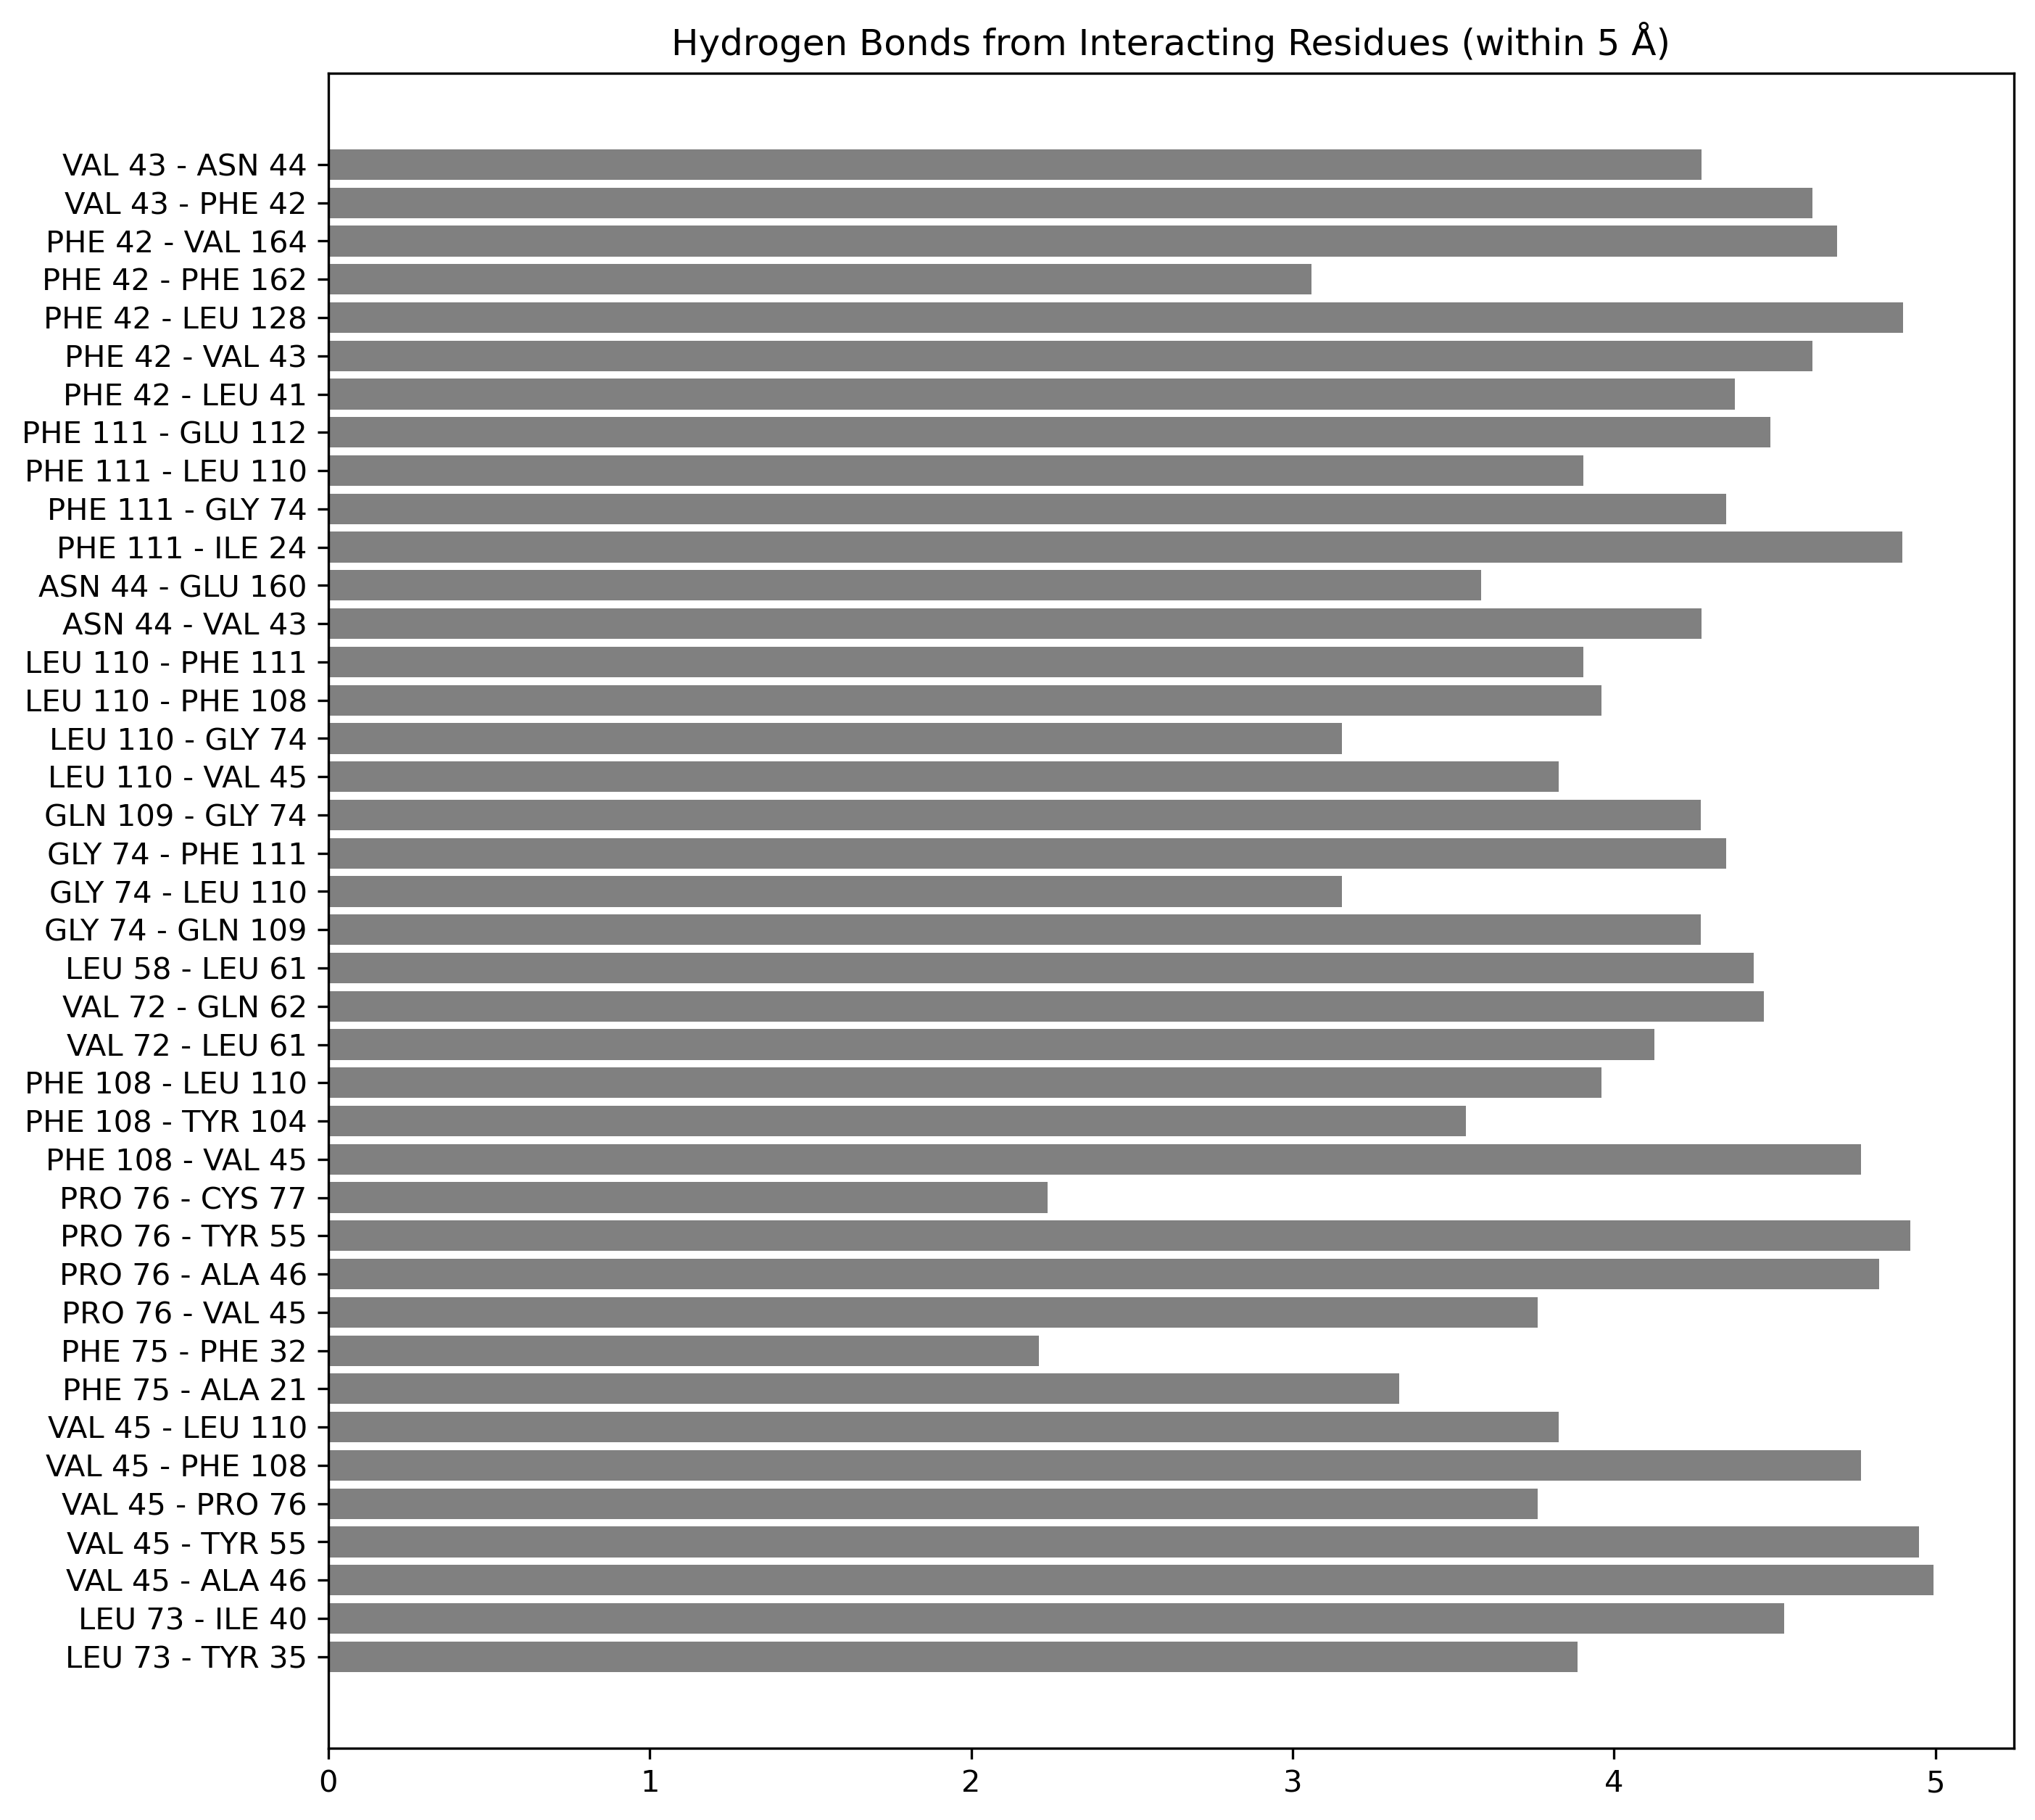 Hydrogen Bonds from Interacting Residues (within 5 Å)
VAL 43 - ASN 44
VAL 43 - PHE 42
PHE 42 - VAL 164
PHE 42 - PHE 162
PHE 42 - LEU 128
PHE 42 - VAL 43
PHE 42 - LEU 41
PHE 111 - GLU 112
PHE 111 - LEU 110
PHE 111 - GLY 74
PHE 111 - ILE 24
ASN 44 - GLU 160
ASN 44 - VAL 43
LEU 110 - PHE 111
LEU 110 - PHE 108
LEU 110 - GLY 74
LEU 110 - VAL 45
GLN 109 - GLY 74
GLY 74 - PHE 111
GLY 74 - LEU 110
GLY 74 - GLN 109
LEU 58 - LEU 61
VAL 72 - GLN 62
VAL 72 - LEU 61
PHE 108 - LEU 110
PHE 108 - TYR 104
PHE 108 - VAL 45
PRO 76 - CYS 77
PRO 76 - TYR 55
PRO 76 - ALA 46
PRO 76 - VAL 45
PHE 75 - PHE 32
PHE 75 - ALA 21
VAL 45 - LEU 110
VAL 45 - PHE 108
VAL 45 - PRO 76
VAL 45 - TYR 55
VAL 45 - ALA 46
LEU 73 - ILE 40
LEU 73 - TYR 35
0 1 2 3 4 5